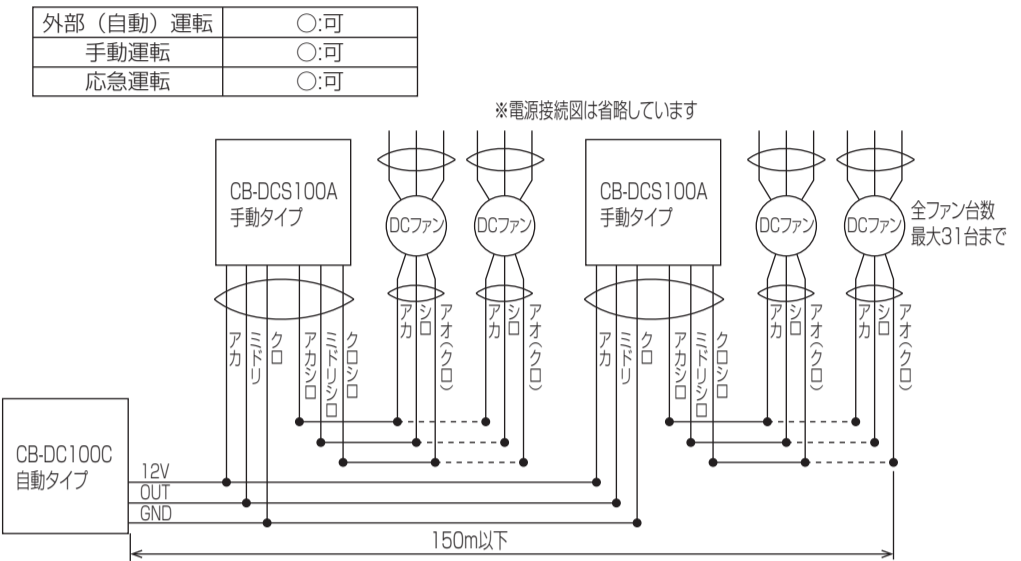 外部（自動）運転 ○:可
手動運転 ○:可
応急運転 ○:可
※電源接続図は省略しています
CB-DCS100A
手動タイプ
DCファン
DCファン
CB-DCS100A
手動タイプ
DCファン
DCファン
全ファン台数
最大31台まで
アカ
ミドリ
クロ
アカシロ
ミドリシロ
クロシロ
アカ
シロ
アオ(クロ)
アカ
シロ
アオ(クロ)
アカ
ミドリ
クロ
アカシロ
ミドリシロ
クロシロ
アカ
シロ
アオ(クロ)
アカ
シロ
アオ(クロ)
CB-DC100C
自動タイプ
12V
OUT
GND
150m以下